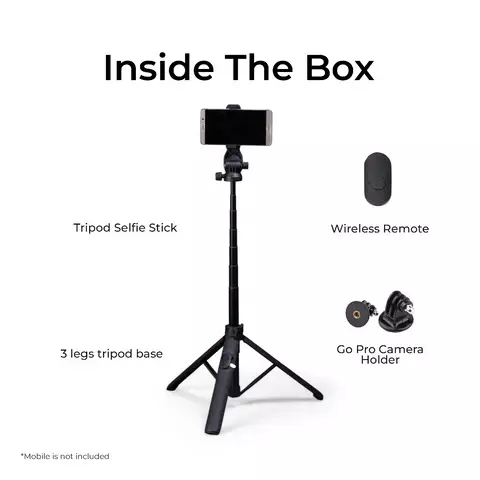 Inside The Box
Tripod Selfie Stick
Wireless Remote
3 legs tripod base
Go Pro Camera
Holder
*Mobile is not included